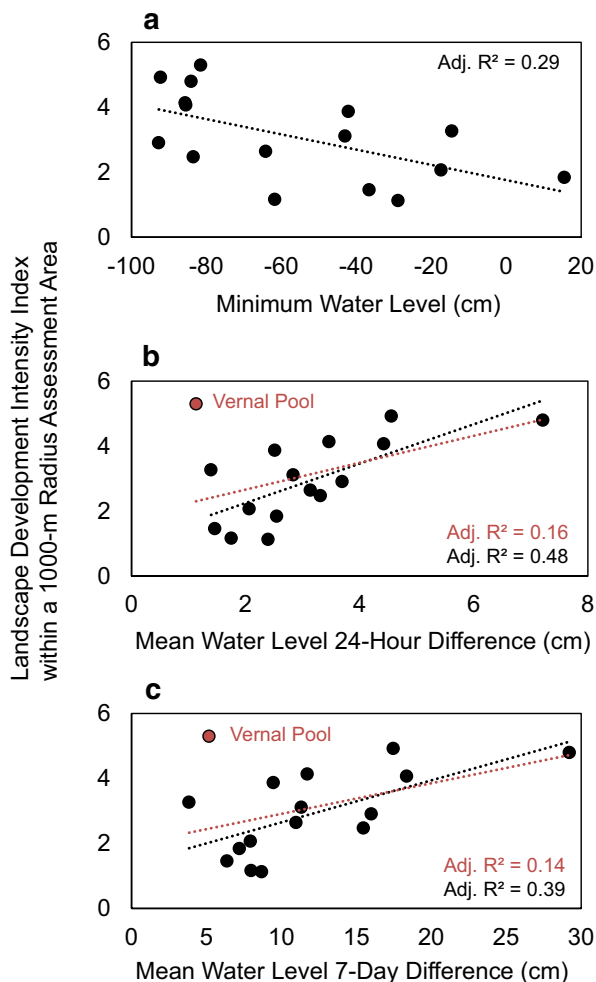 Landscape Development Intensity Index
within a 1000-m Radius Assessment Area
a
Adj. R² = 0.29
6
4
2
0
-100 -80 -60 -40 -20 0 20
Minimum Water Level (cm)
b
Vernal Pool
Adj. R² = 0.16
Adj. R² = 0.48
6
4
2
0
0 2 4 6 8
Mean Water Level 24-Hour Difference (cm)
c
Vernal Pool
Adj. R² = 0.14
Adj. R² = 0.39
6
4
2
0
0 5 10 15 20 25 30
Mean Water Level 7-Day Difference (cm)